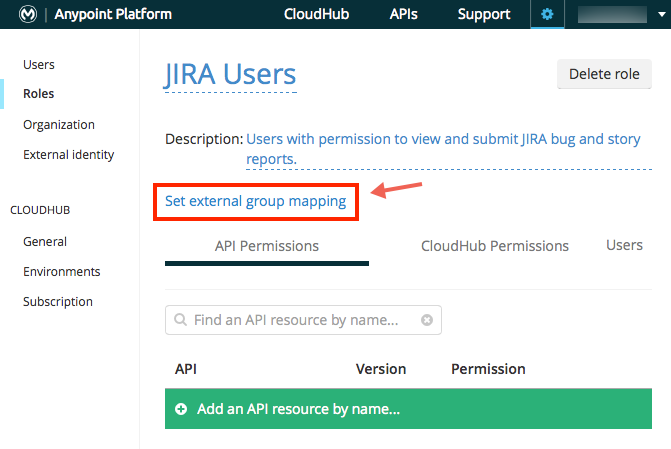 Anypoint Platform
CloudHub
APIs
Support
Users
Roles
Organization
External identity
CLOUDHUB
General
Environments
Subscription
JIRA Users
Delete role
Description: Users with permission to view and submit JIRA bug and story
reports.
Set external group mapping
API Permissions
CloudHub Permissions
Users
Find an API resource by name...
API
Version
Permission
Add an API resource by name...